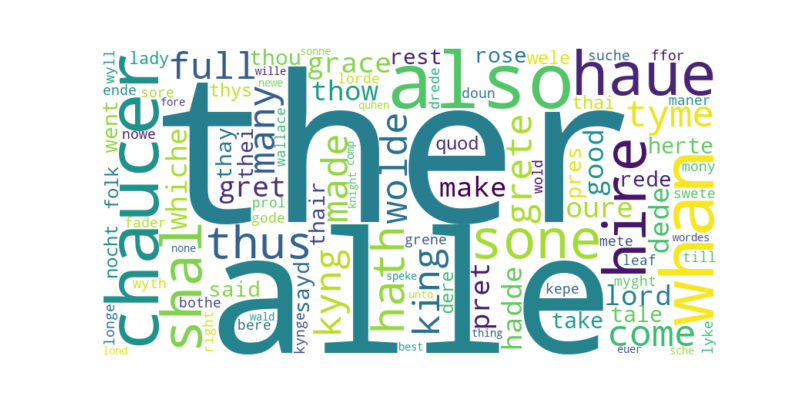 ther
alle
chaucer
whan
also
haue
hire
shal
sone
thus
full
grace
thow
thou
rest
rose
wele
suche
ffor
lady
wyll
sonne
lorde
wille
newe
ende
sore
fore
thys
nowe
went
folk
many
thei
thay
whiche
wallace
made
knight
comp
wolde
drede
quhen
doun
thai
maner
tyme
quod
make
grete
wold
pres
good
herte
mony
rede
swete
oure
dede
gret
prol
gode
thair
nocht
fader
none
wyth
bothe
said
longe
lond
right
wald
bere
kynge
sayd
kyng
hath
speke
unto
best
king
grene
dere
pret
thing
hadde
kepe
take
mete
leaf
lord
tale
come
wordes
myght
till
euer
sche
lyke